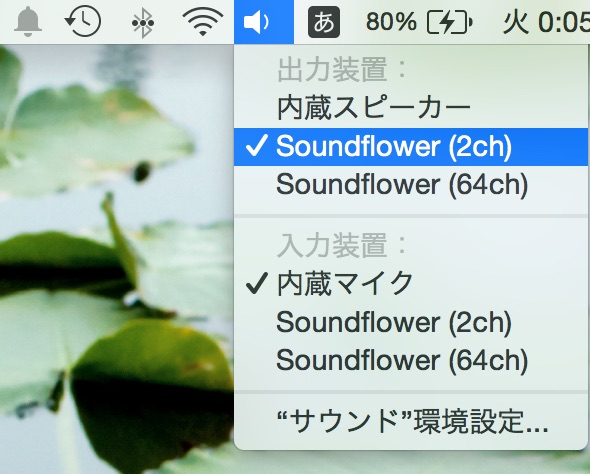 あ 80% 火 0:05
出力装置：
内蔵スピーカー
✓ Soundflower (2ch)
Soundflower (64ch)
入力装置：
✓ 内蔵マイク
Soundflower (2ch)
Soundflower (64ch)
“サウンド”環境設定...